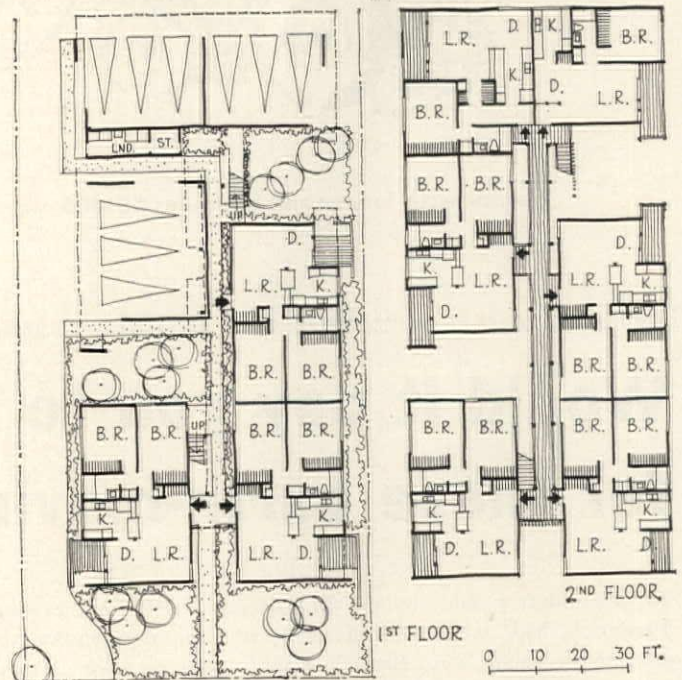 LND. ST.
UP
D.
L.R.
K.
B.R. B.R.
B.R. B.R. UP B.R. B.R.
K. K.
D. L.R. L.R. D.
1ST FLOOR
L.R. D. K. B.R.
K. D. L.R.
B.R.
B.R. B.R.
D.
K. L.R. L.R. K.
D.
B.R. B.R.
B.R. B.R. B.R. B.R.
K. K.
D. L.R. L.R. D
2ND FLOOR
0 10 20 30 FT.